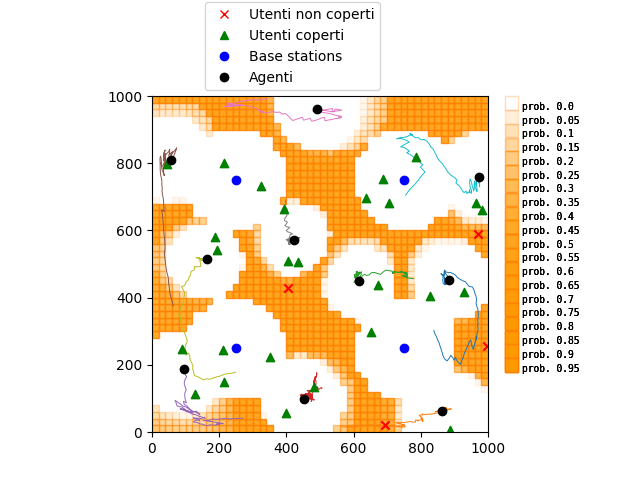 Utenti non coperti
Utenti coperti
Base stations
Agenti
1000
800
600
400
200
0
0
200
400
600
800
1000
prob. 0.0
prob. 0.05
prob. 0.1
prob. 0.15
prob. 0.2
prob. 0.25
prob. 0.3
prob. 0.35
prob. 0.4
prob. 0.45
prob. 0.5
prob. 0.55
prob. 0.6
prob. 0.65
prob. 0.7
prob. 0.75
prob. 0.8
prob. 0.85
prob. 0.9
prob. 0.95